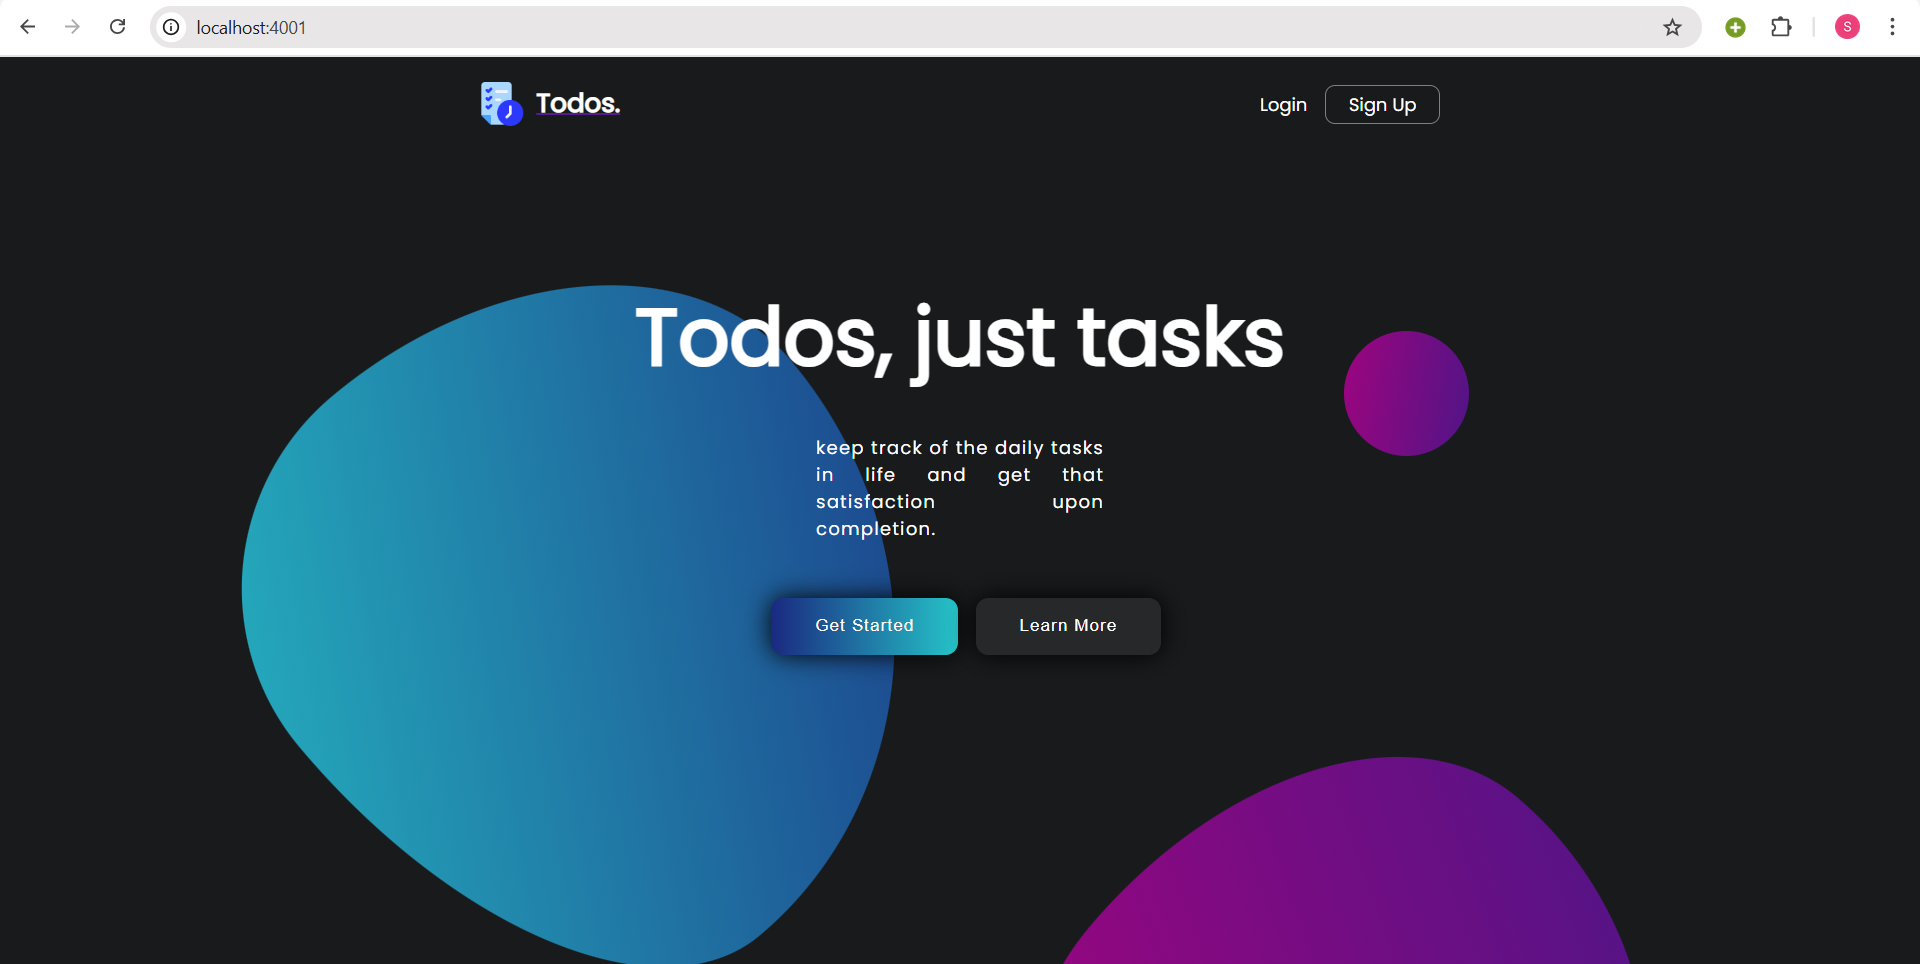 localhost:4001
S
Todos.
Login
Sign Up
Todos, just tasks
keep track of the daily tasks
in life and get that
satisfaction upon
completion.
Get Started
Learn More